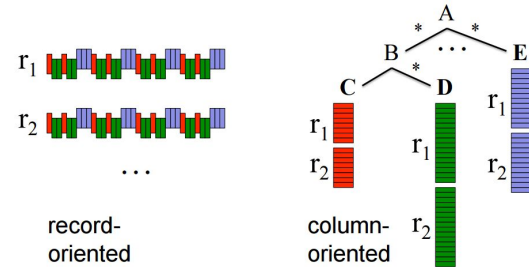 r1
r2
...
record-
oriented
A
* *
B ... E
*
C D
r1 r1 r1
r2 r2 r2
column-
oriented